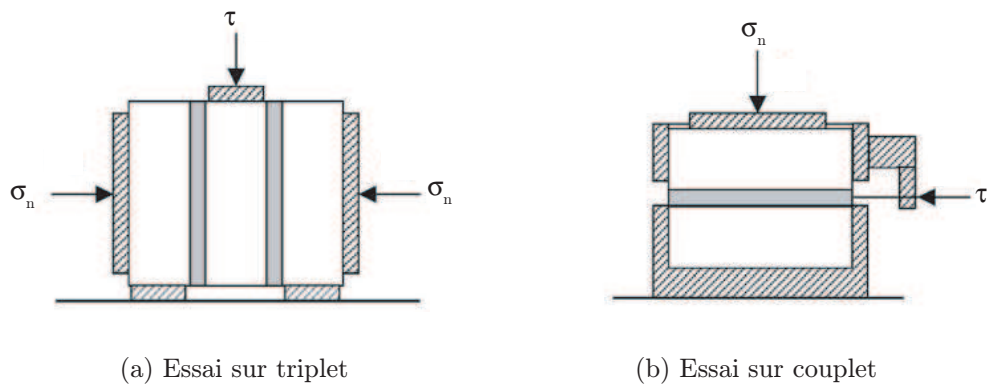 τ
σn
σn
(a) Essai sur triplet
σn
τ
(b) Essai sur couplet